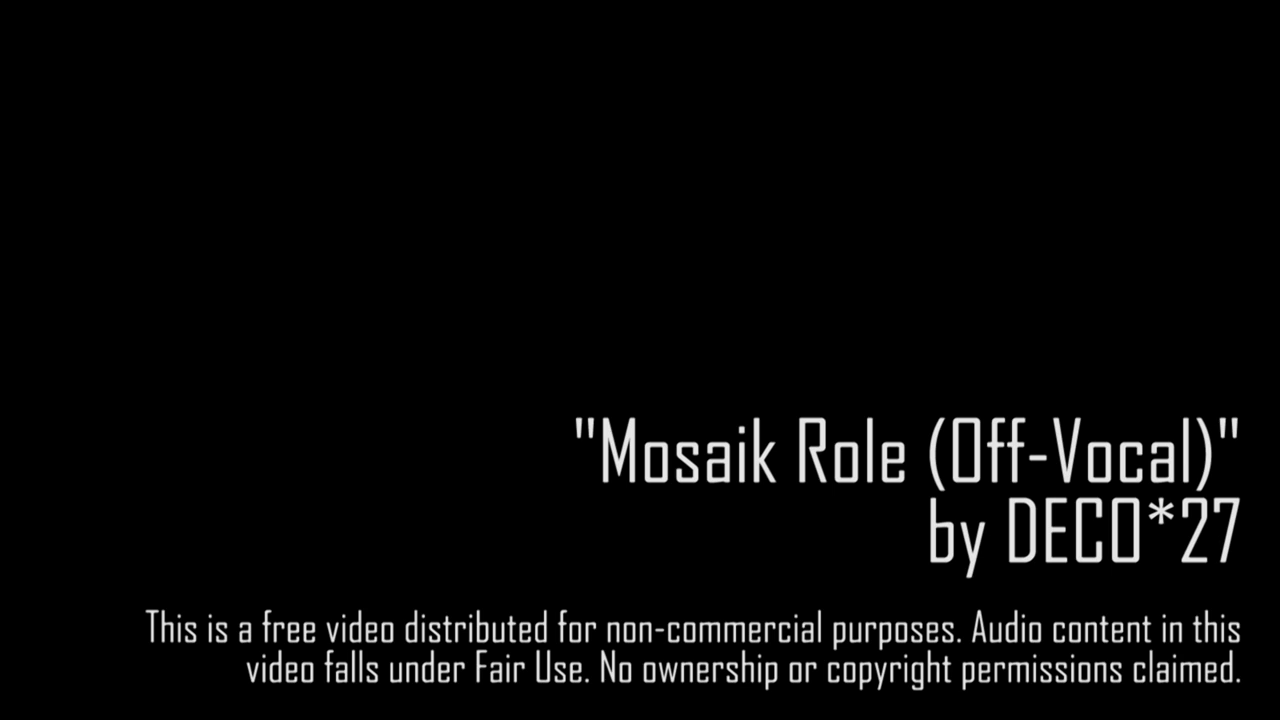 "Mosaik Role (Off-Vocal)"
by DECO*27
This is a free video distributed for non-commercial purposes. Audio content in this
video falls under Fair Use. No ownership or copyright permissions claimed.